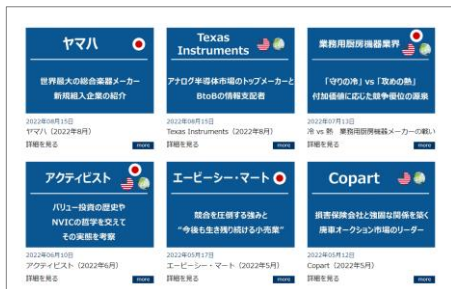 ヤマハ
世界最大の総合楽器メーカー
新規組入企業の紹介
2022年08月15日
ヤマハ(2022年8月)
詳細を見る
more
Texas
Instruments
アナログ半導体市場のトップメーカーと
BtoBの情報支配者
2022年08月15日
Texas Instruments(2022年8月)
詳細を見る
more
業務用厨房機器業界
「守りの冷」vs「攻めの熱」
付加価値に応じた競争優位の源泉
2022年07月13日
冷 vs 熱 業務用厨房機器メーカーの戦い
詳細を見る
more
アクティビスト
バリュー投資の歴史や
NVICの哲学を交えて
その実態を考察
2022年06月10日
アクティビスト(2022年6月)
詳細を見る
more
エービーシー・マート
競合を圧倒する強みと
“今後も生き残り続ける小売業”
2022年05月17日
エービーシー・マート(2022年5月)
詳細を見る
more
Copart
損害保険会社と強固な関係を築く
廃車オークション市場のリーダー
2022年05月12日
Copart(2022年5月)
詳細を見る
more